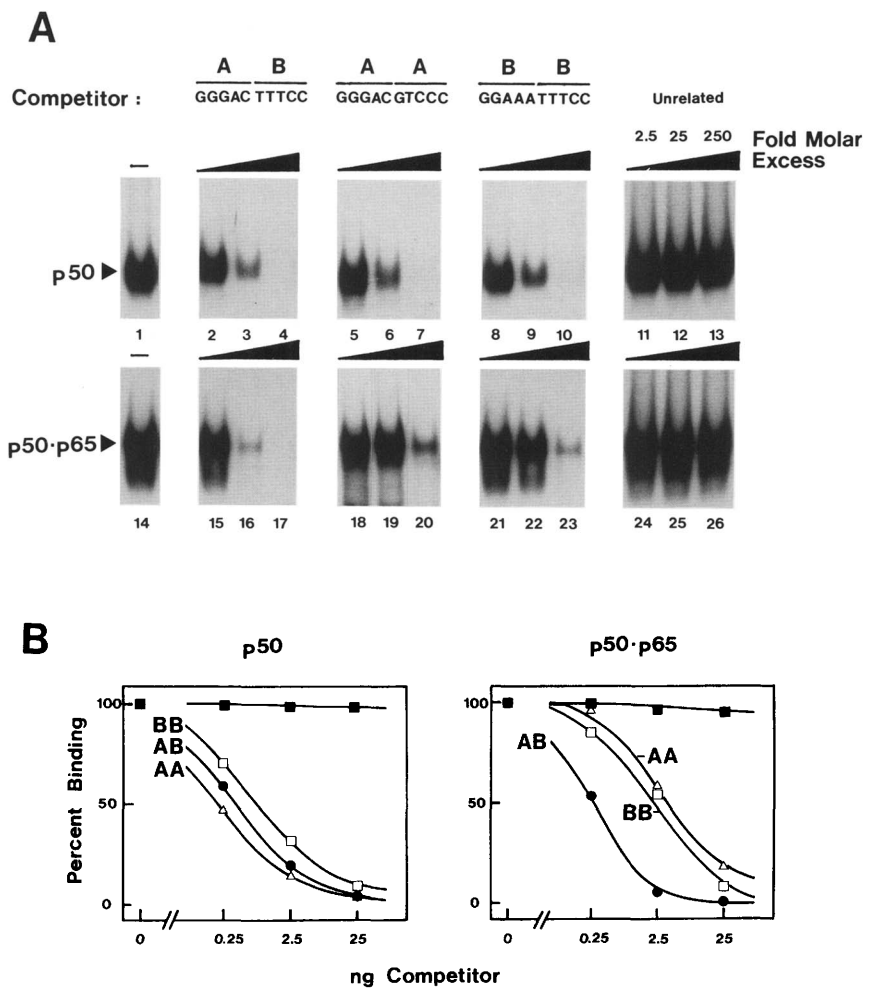 A
A B A A B B
Competitor : GGGAC TTTCC GGGAC GTCCC GGAAA TTTCC Unrelated
2.5 25 250 Fold Molar
– Excess
p50
1 2 3 4 5 6 7 8 9 10 11 12 13
–
p50·p65
14 15 16 17 18 19 20 21 22 23 24 25 26
B
p50 p50·p65
Percent Binding
100 100
BB
AB AB
AA AA
BB
50 50
0 0
0 0.25 2.5 25 0 0.25 2.5 25
ng Competitor